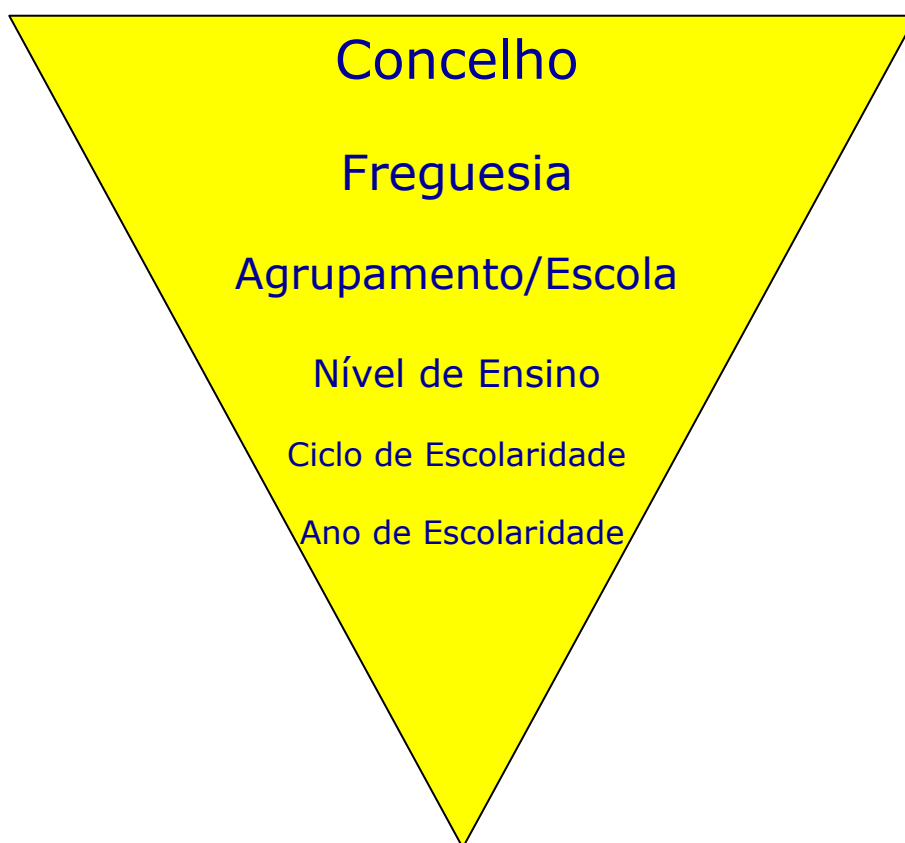 Concelho
Freguesia
Agrupamento/Escola
Nível de Ensino
Ciclo de Escolaridade
Ano de Escolaridade